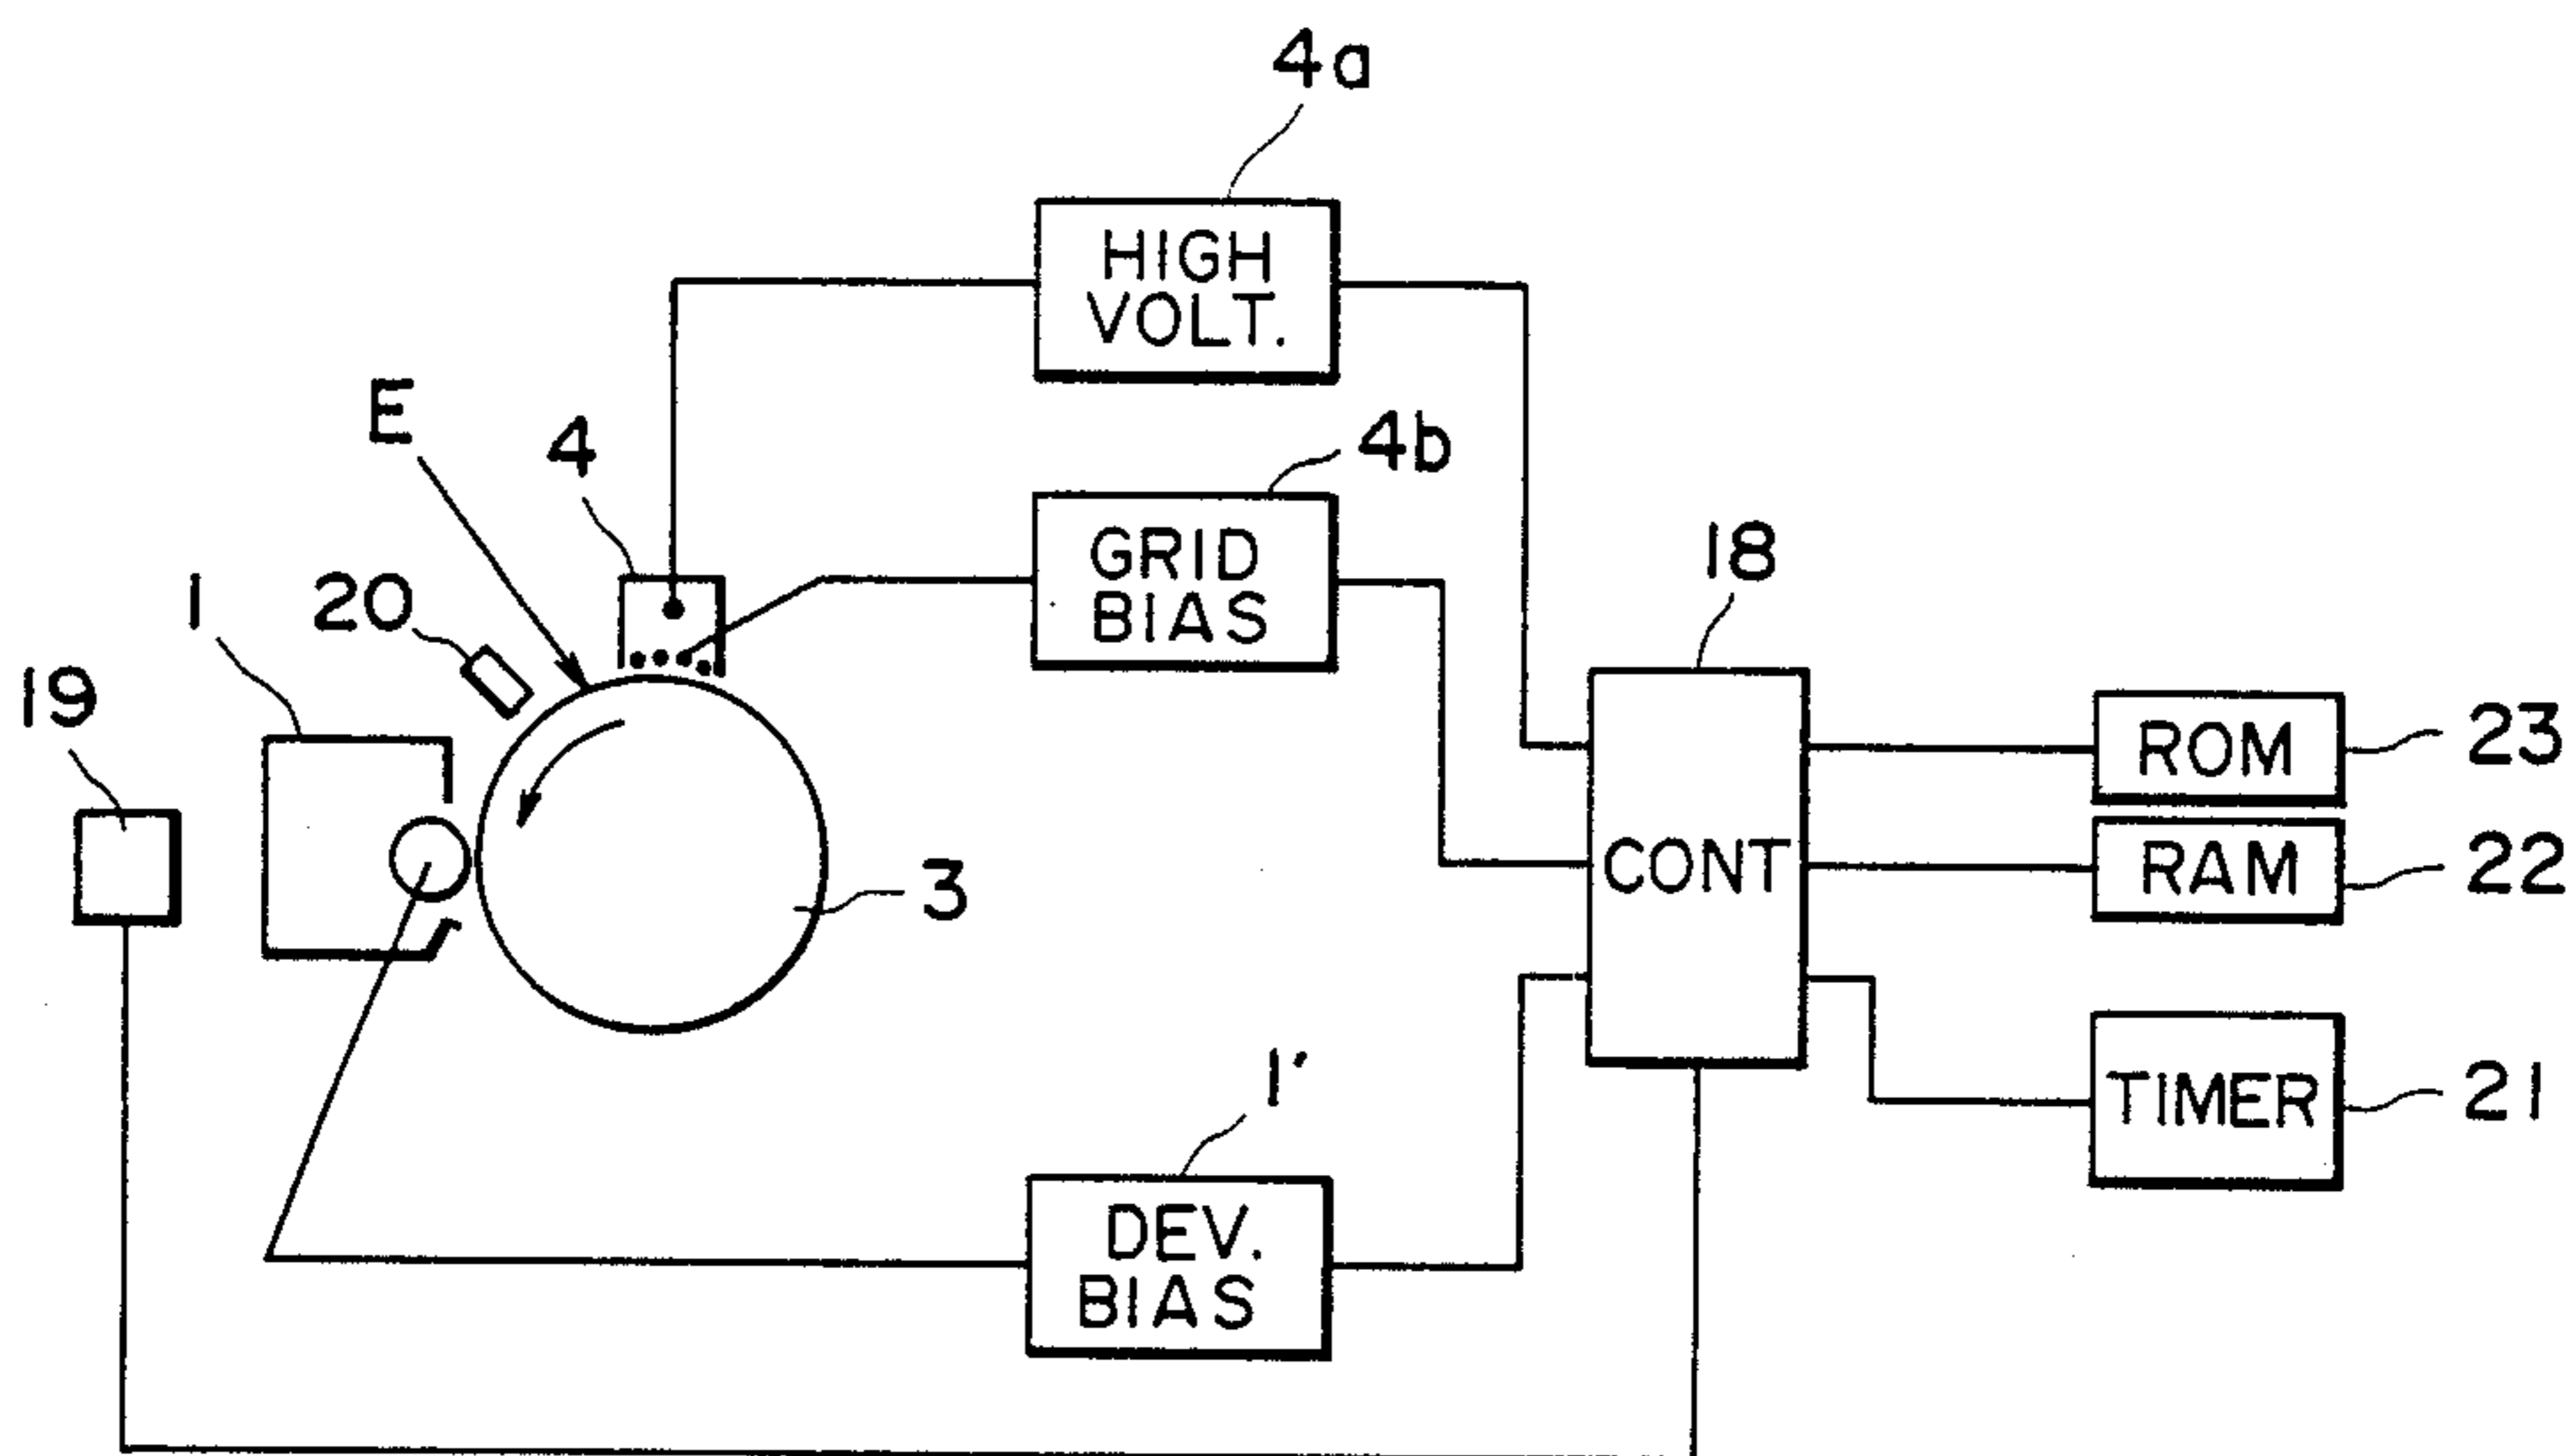 4a
HIGH
VOLT.
E
4
4b
GRID
BIAS
18
20
1
19
ROM
23
CONT
RAM
22
3
1'
TIMER
21
DEV.
BIAS